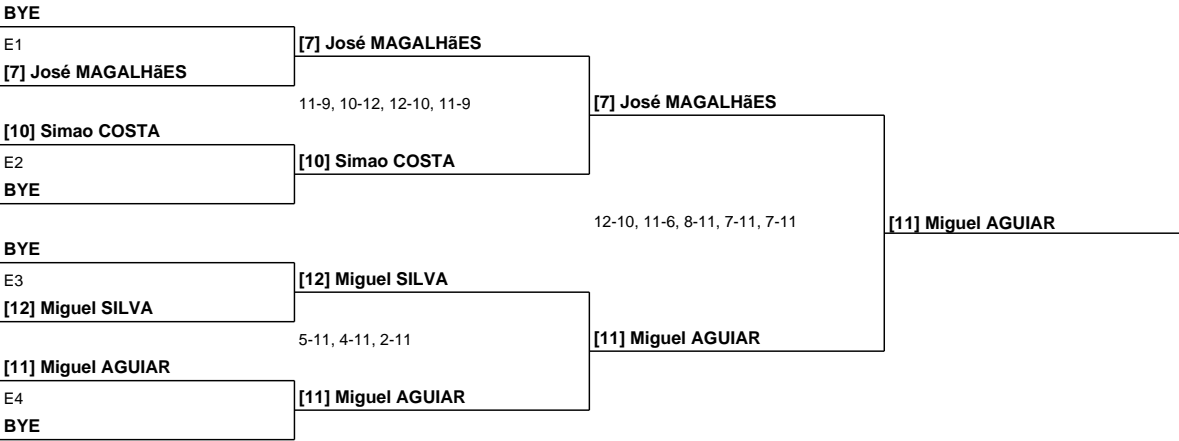 BYE
E1
[7] José MAGALHãES
[7] José MAGALHãES
11-9, 10-12, 12-10, 11-9
[7] José MAGALHãES
[10] Simao COSTA
E2
[10] Simao COSTA
BYE
12-10, 11-6, 8-11, 7-11, 7-11
[11] Miguel AGUIAR
BYE
E3
[12] Miguel SILVA
[12] Miguel SILVA
5-11, 4-11, 2-11
[11] Miguel AGUIAR
[11] Miguel AGUIAR
E4
[11] Miguel AGUIAR
BYE